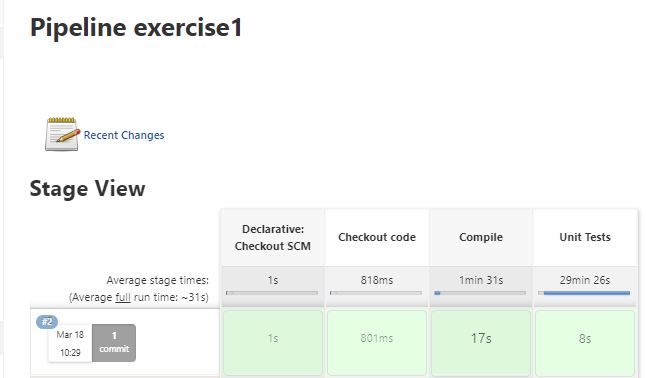 Pipeline exercise1
Recent Changes
Stage View
Declarative: Checkout SCM
Checkout code
Compile
Unit Tests
Average stage times:
(Average full run time: ~31s)
1s
818ms
1min 31s
29min 26s
#2
Mar 18
10:29
1
commit
1s
801ms
17s
8s